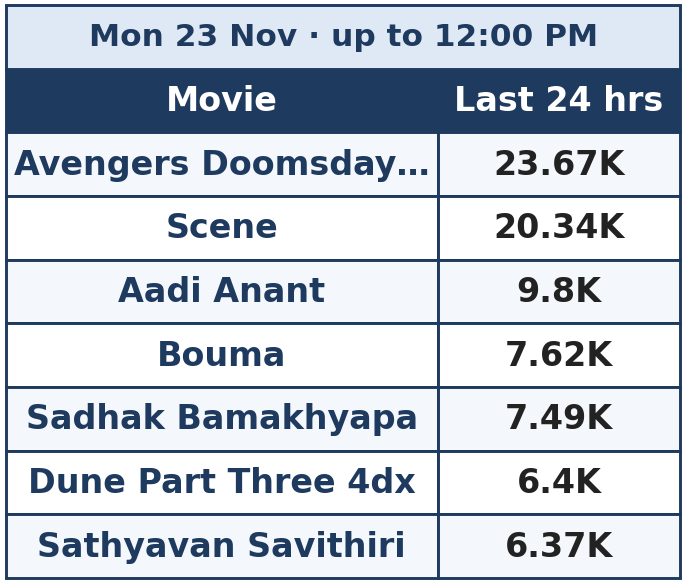 Mon 23 Nov · up to 12:00 PM
Movie Last 24 hrs
Avengers Doomsday... 23.67K
Scene 20.34K
Aadi Anant 9.8K
Bouma 7.62K
Sadhak Bamakhyapa 7.49K
Dune Part Three 4dx 6.4K
Sathyavan Savithiri 6.37K